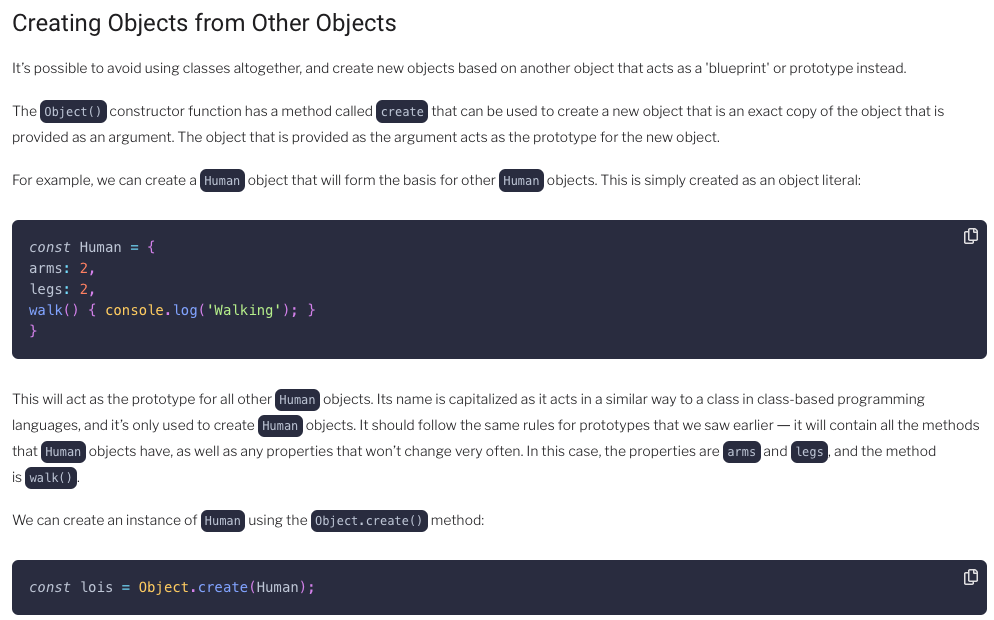 Creating Objects from Other Objects
It's possible to avoid using classes altogether, and create new objects based on another object that acts as a 'blueprint' or prototype instead.
The Object() constructor function has a method called create that can be used to create a new object that is an exact copy of the object that is
provided as an argument. The object that is provided as the argument acts as the prototype for the new object.
For example, we can create a Human object that will form the basis for other Human objects. This is simply created as an object literal:
const Human = {
arms: 2,
legs: 2,
walk() { console.log('Walking'); }
}
This will act as the prototype for all other Human objects. Its name is capitalized as it acts in a similar way to a class in class-based programming
languages, and it's only used to create Human objects. It should follow the same rules for prototypes that we saw earlier — it will contain all the methods
that Human objects have, as well as any properties that won't change very often. In this case, the properties are arms and legs, and the method
is walk().
We can create an instance of Human using the Object.create() method:
const lois = Object.create(Human);